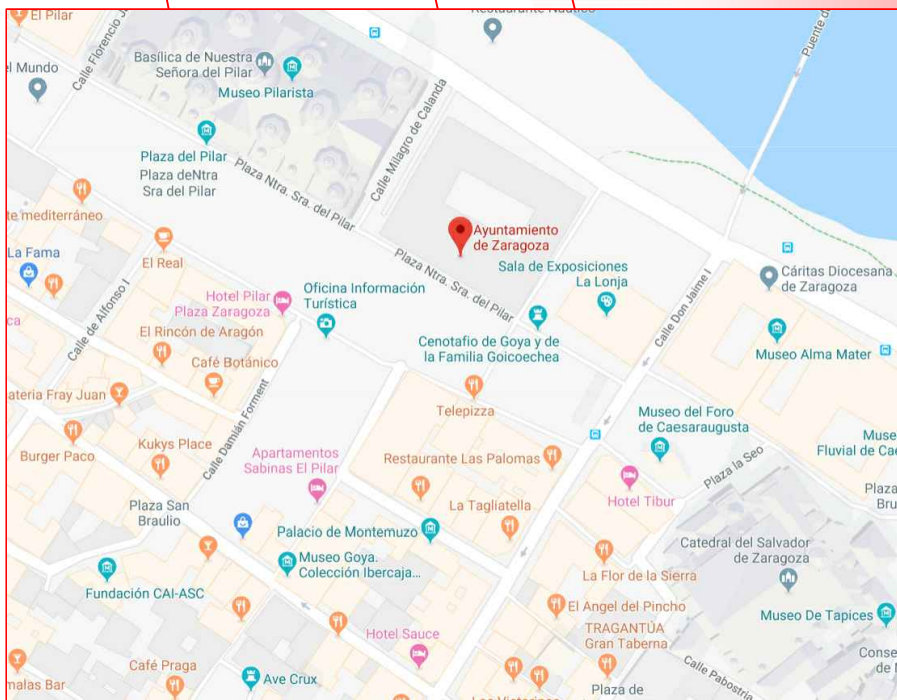 El Pilar
Calle Florencio J
Restaurante Náutico
Puente d
el Mundo
Basílica de Nuestra
Señora del Pilar
Museo Pilarista
Calle Milagro de Calanda
Plaza del Pilar
Plaza deNtra
Sra del Pilar
Plaza Ntra. Sra. del Pilar
te mediterráneo
Ayuntamiento
de Zaragoza
La Fama
El Real
Plaza Ntra. Sra. del Pilar
Sala de Exposiciones
La Lonja
Calle Don Jaime I
Cáritas Diocesana
de Zaragoza
Calle de Alfonso I
Hotel Pilar
Plaza Zaragoza
Oficina Información
Turística
ca
El Rincón de Aragón
Café Botánico
Cenotafio de Goya y de
la Familia Goicoechea
Museo Alma Mater
ateria Fray Juan
Calle Damián Forment
Telepizza
Museo del Foro
de Caesaraugusta
Burger Paco
Kukys Place
Apartamentos
Sabinas El Pilar
Restaurante Las Palomas
Plaza la Seo
Muse
Fluvial de Cae
Hotel Tibur
Plaza San
Braulio
La Tagliatella
Plaza
Bru
Palacio de Montemuzo
Catedral del Salvador
de Zaragoza
Museo Goya.
Colección Ibercaja...
Fundación CAI-ASC
La Flor de la Sierra
El Angel del Pincho
Museo De Tapices
TRAGANTÚA
Gran Taberna
Hotel Sauce
Café Praga
Calle Pabostria
Conse
de M
malas Bar
Ave Crux
Las Victorinos
Plaza de